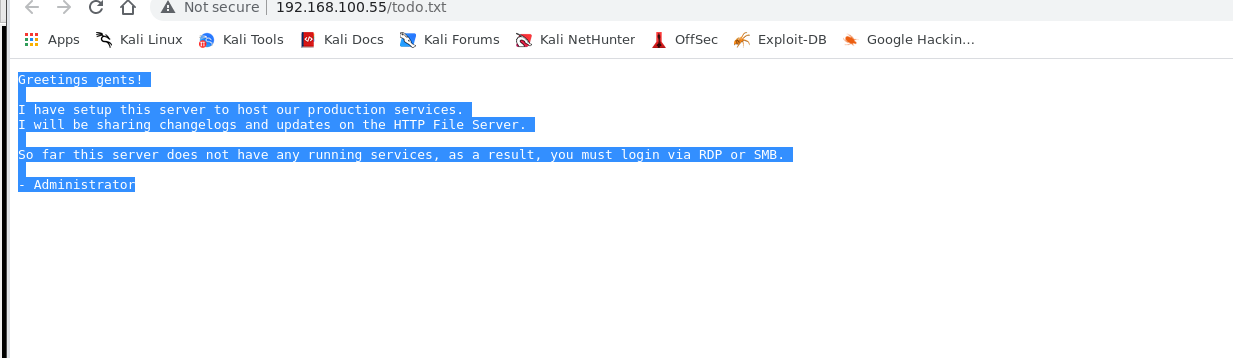 Not secure 192.168.100.55/todo.txt
Apps Kali Linux Kali Tools Kali Docs Kali Forums Kali NetHunter OffSec Exploit-DB Google Hackin...
Greetings gents!
I have setup this server to host our production services.
I will be sharing changelogs and updates on the HTTP File Server.
So far this server does not have any running services, as a result, you must login via RDP or SMB.
- Administrator